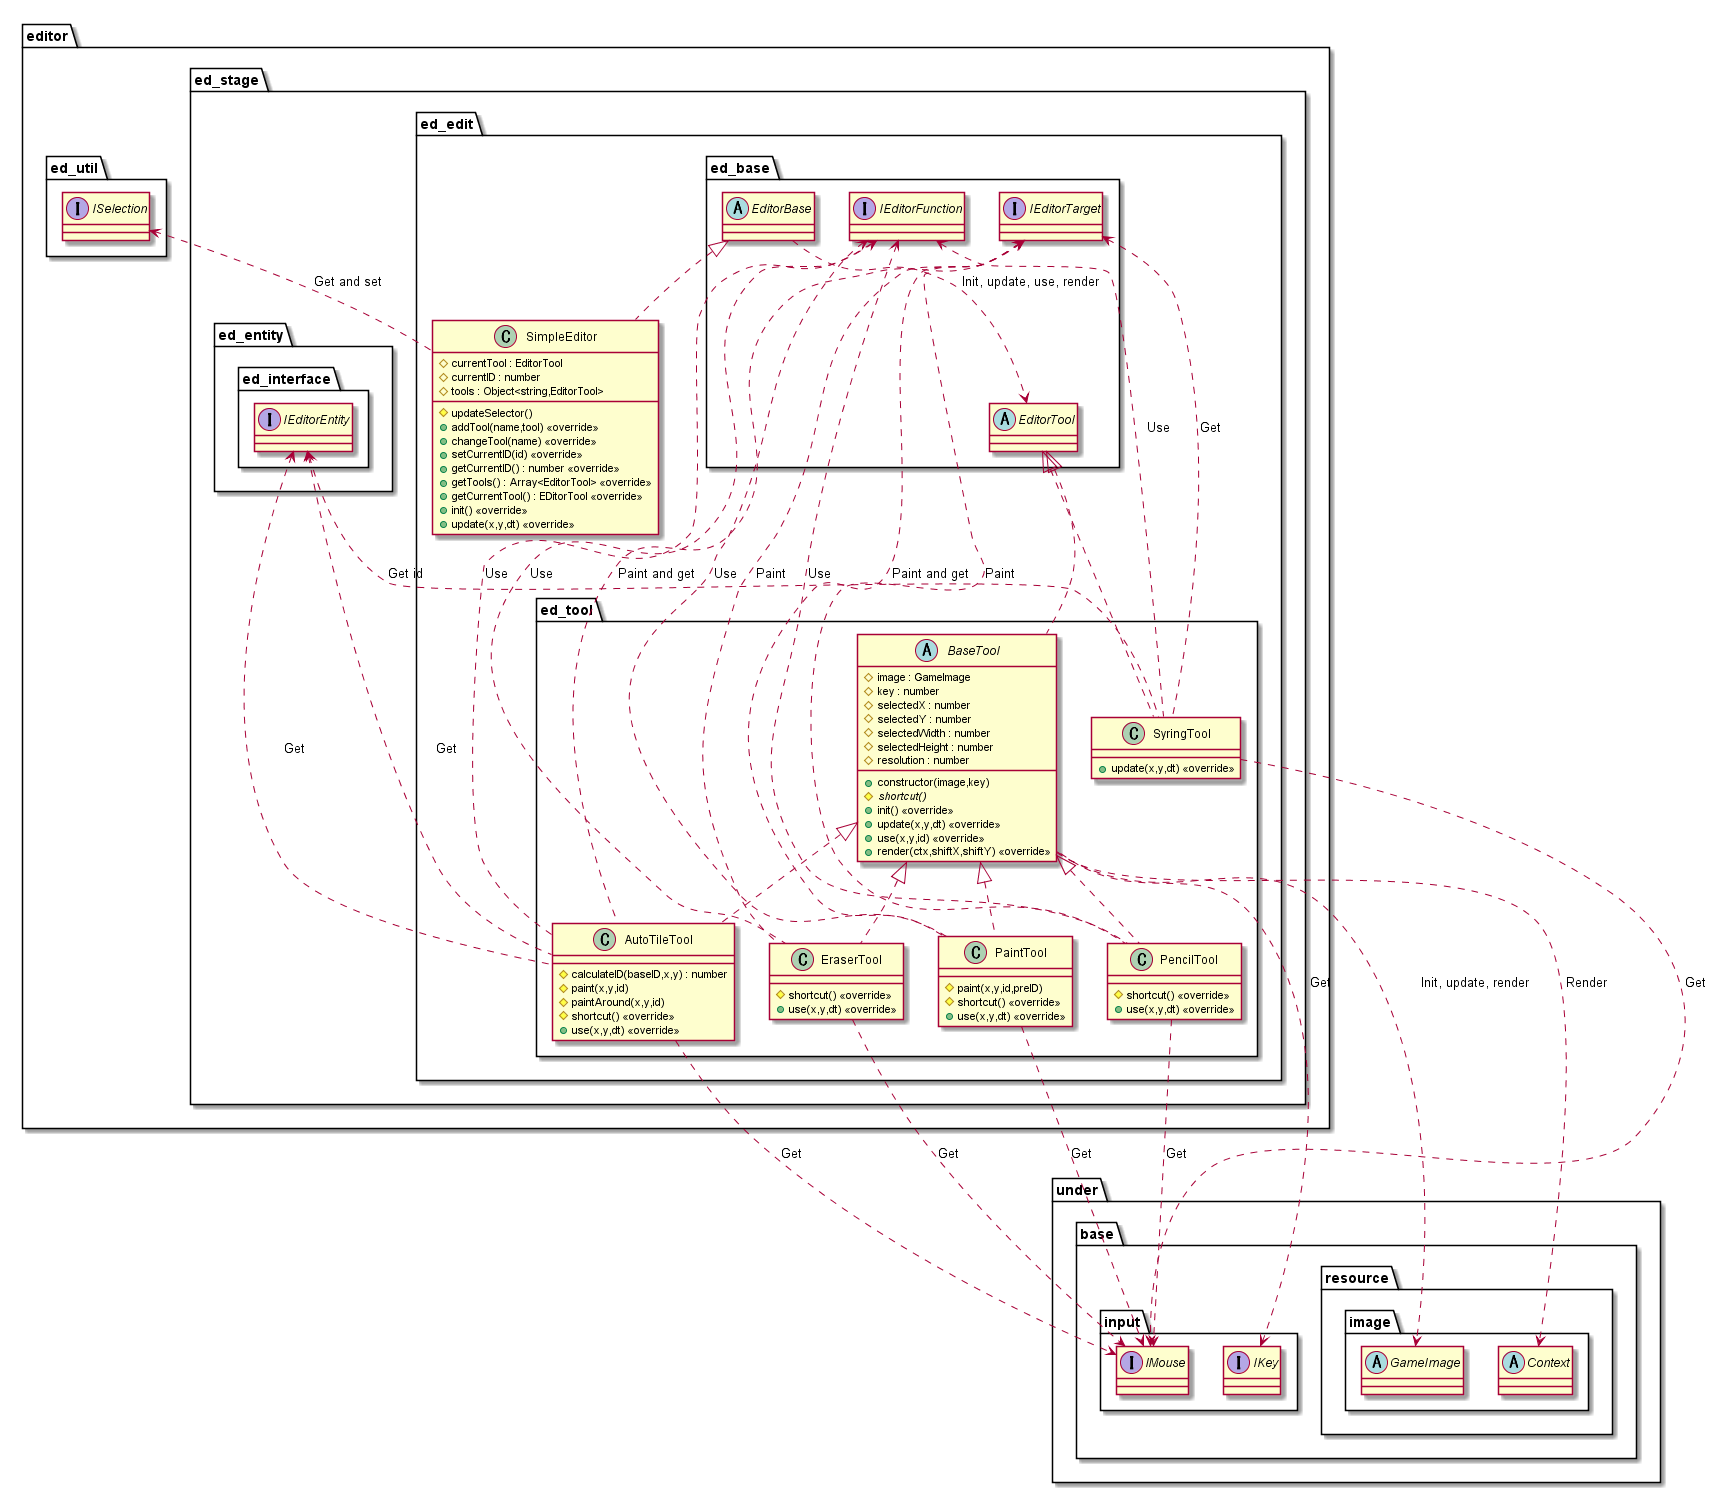 editor
ed_stage
ed_edit
ed_util
ed_base
I ISelection
A EditorBase
I IEditorFunction
I IEditorTarget
Get and set
Init, update, use, render
ed_entity
ed_interface
I IEditorEntity
C SimpleEditor
currentTool : EditorTool
currentID : number
tools : Object<string,EditorTool>
updateSelector()
addTool(name,tool) «override»
changeTool(name) «override»
setCurrentID(id) «override»
getCurrentID() : number «override»
getTools() : Array<EditorTool> «override»
getCurrentTool() : EDitorTool «override»
init() «override»
update(x,y,dt) «override»
A EditorTool
Use
Get
Get id
Use
Use
Paint and get
Use
Paint
Use
Paint and get
Paint
ed_tool
A BaseTool
image : GameImage
key : number
selectedX : number
selectedY : number
selectedWidth : number
selectedHeight : number
resolution : number
constructor(image,key)
shortcut()
init() «override»
update(x,y,dt) «override»
use(x,y,id) «override»
render(ctx,shiftX,shiftY) «override»
C SyringTool
update(x,y,dt) «override»
Get
Get
C AutoTileTool
calculateID(baseID,x,y) : number
paint(x,y,id)
paintAround(x,y,id)
shortcut() «override»
use(x,y,dt) «override»
C EraserTool
shortcut() «override»
use(x,y,dt) «override»
C PaintTool
paint(x,y,id,preID)
shortcut() «override»
use(x,y,dt) «override»
C PencilTool
shortcut() «override»
use(x,y,dt) «override»
Get
Init, update, render
Render
Get
Get
Get
Get
Get
under
base
resource
input
image
I IMouse
I IKey
A GameImage
A Context